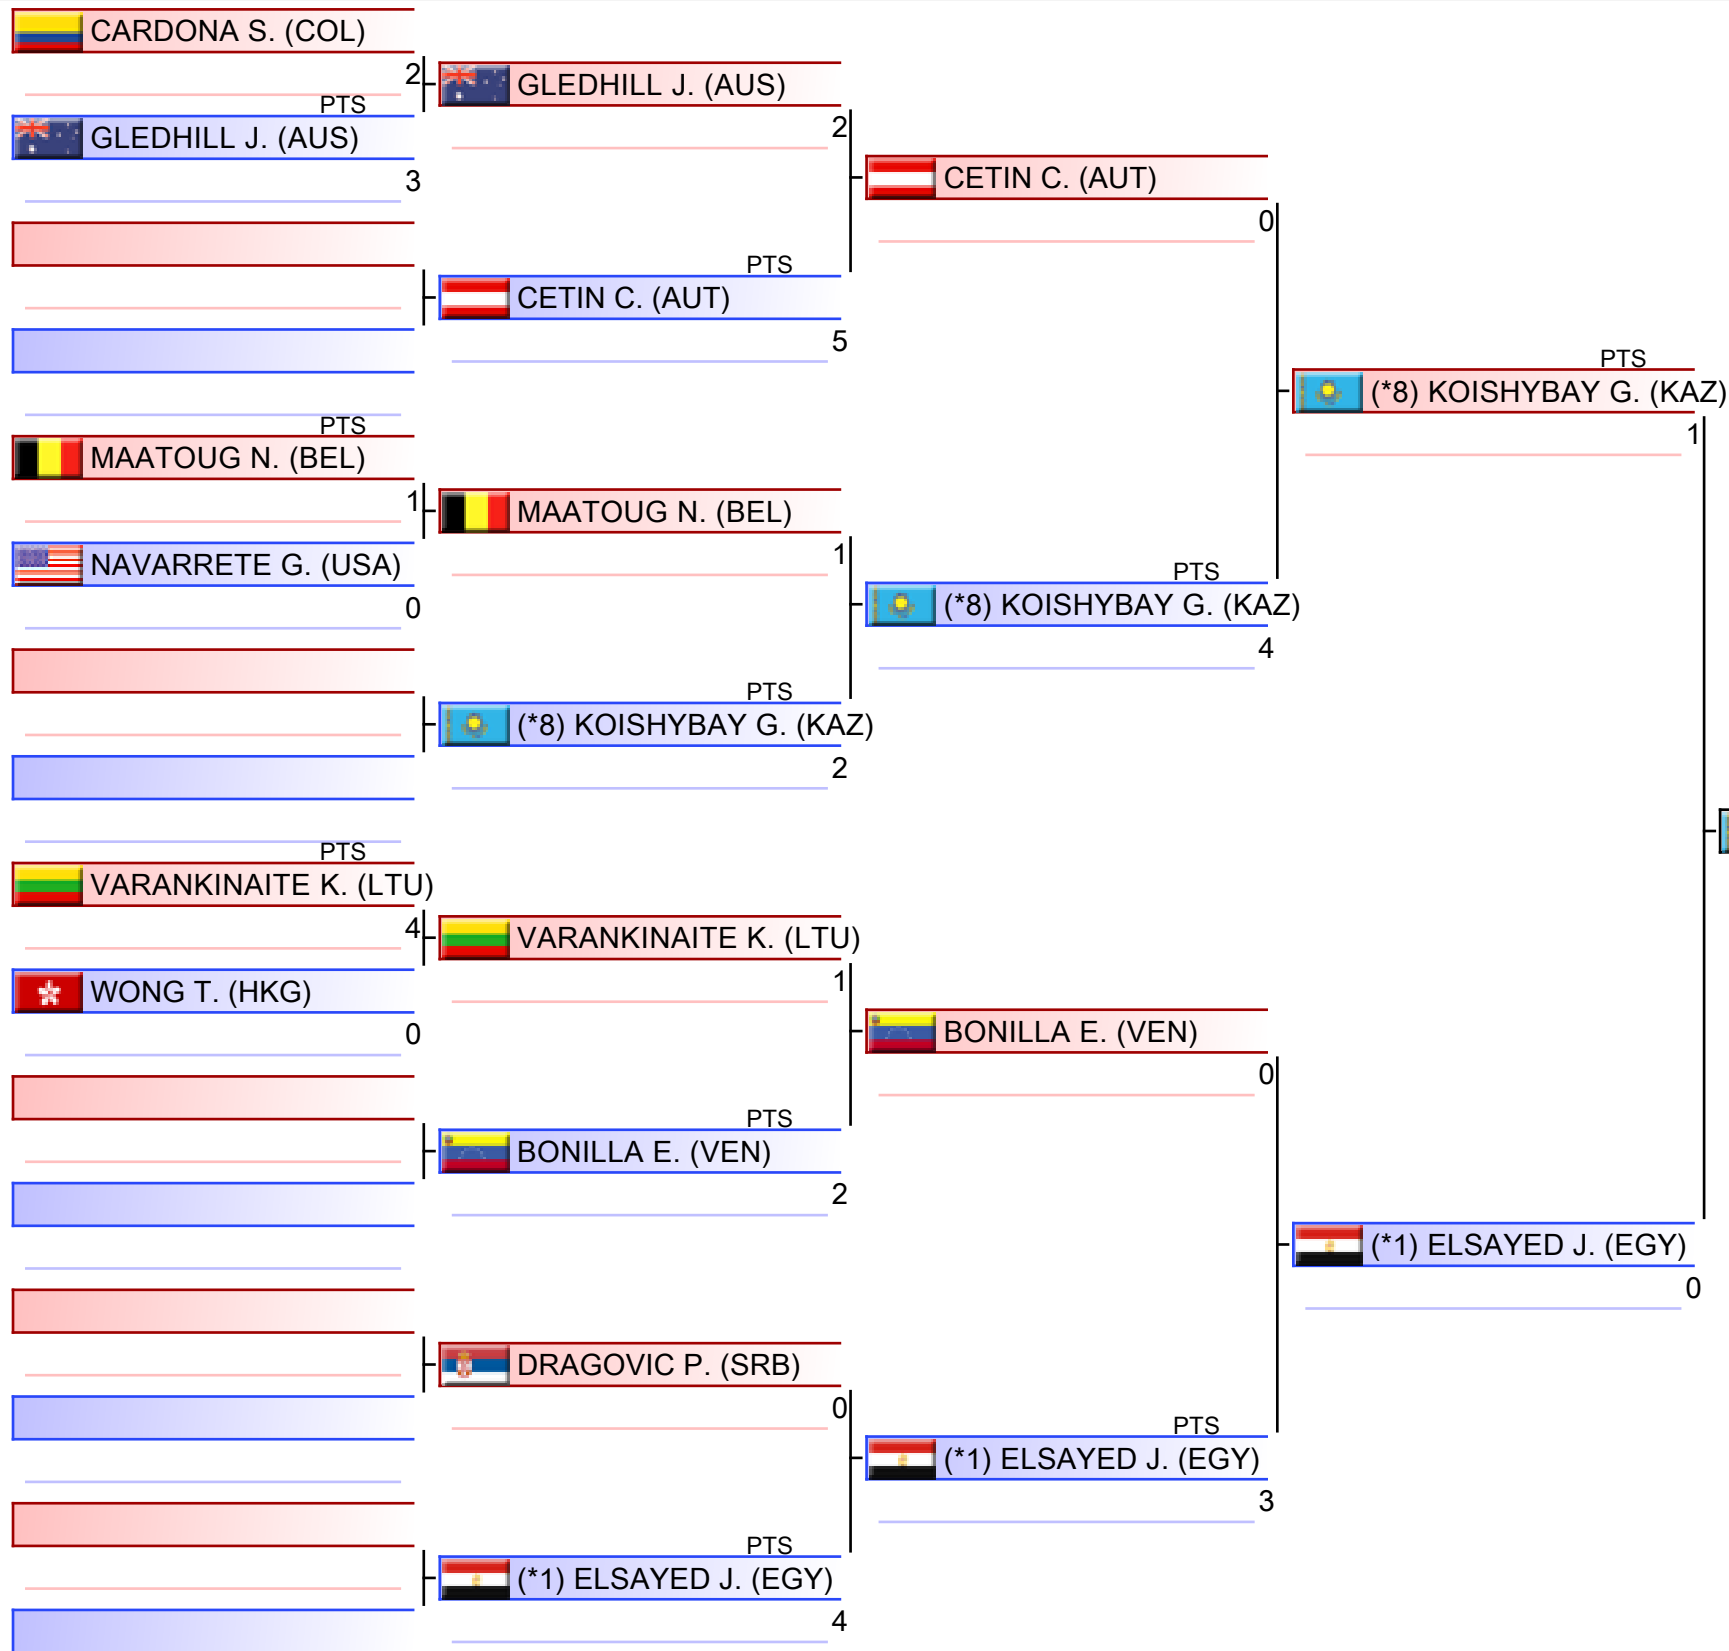 CARDONA S. (COL)
2
PTS
GLEDHILL J. (AUS)
3
PTS
MAATOUG N. (BEL)
1
NAVARRETE G. (USA)
0
PTS
VARANKINAITE K. (LTU)
4
WONG T. (HKG)
0
GLEDHILL J. (AUS)
2
PTS
CETIN C. (AUT)
5
MAATOUG N. (BEL)
1
PTS
(*8) KOISHYBAY G. (KAZ)
2
VARANKINAITE K. (LTU)
1
PTS
BONILLA E. (VEN)
2
DRAGOVIC P. (SRB)
0
PTS
(*1) ELSAYED J. (EGY)
4
CETIN C. (AUT)
0
PTS
(*8) KOISHYBAY G. (KAZ)
4
BONILLA E. (VEN)
0
PTS
(*1) ELSAYED J. (EGY)
3
PTS
(*8) KOISHYBAY G. (KAZ)
1
(*1) ELSAYED J. (EGY)
0